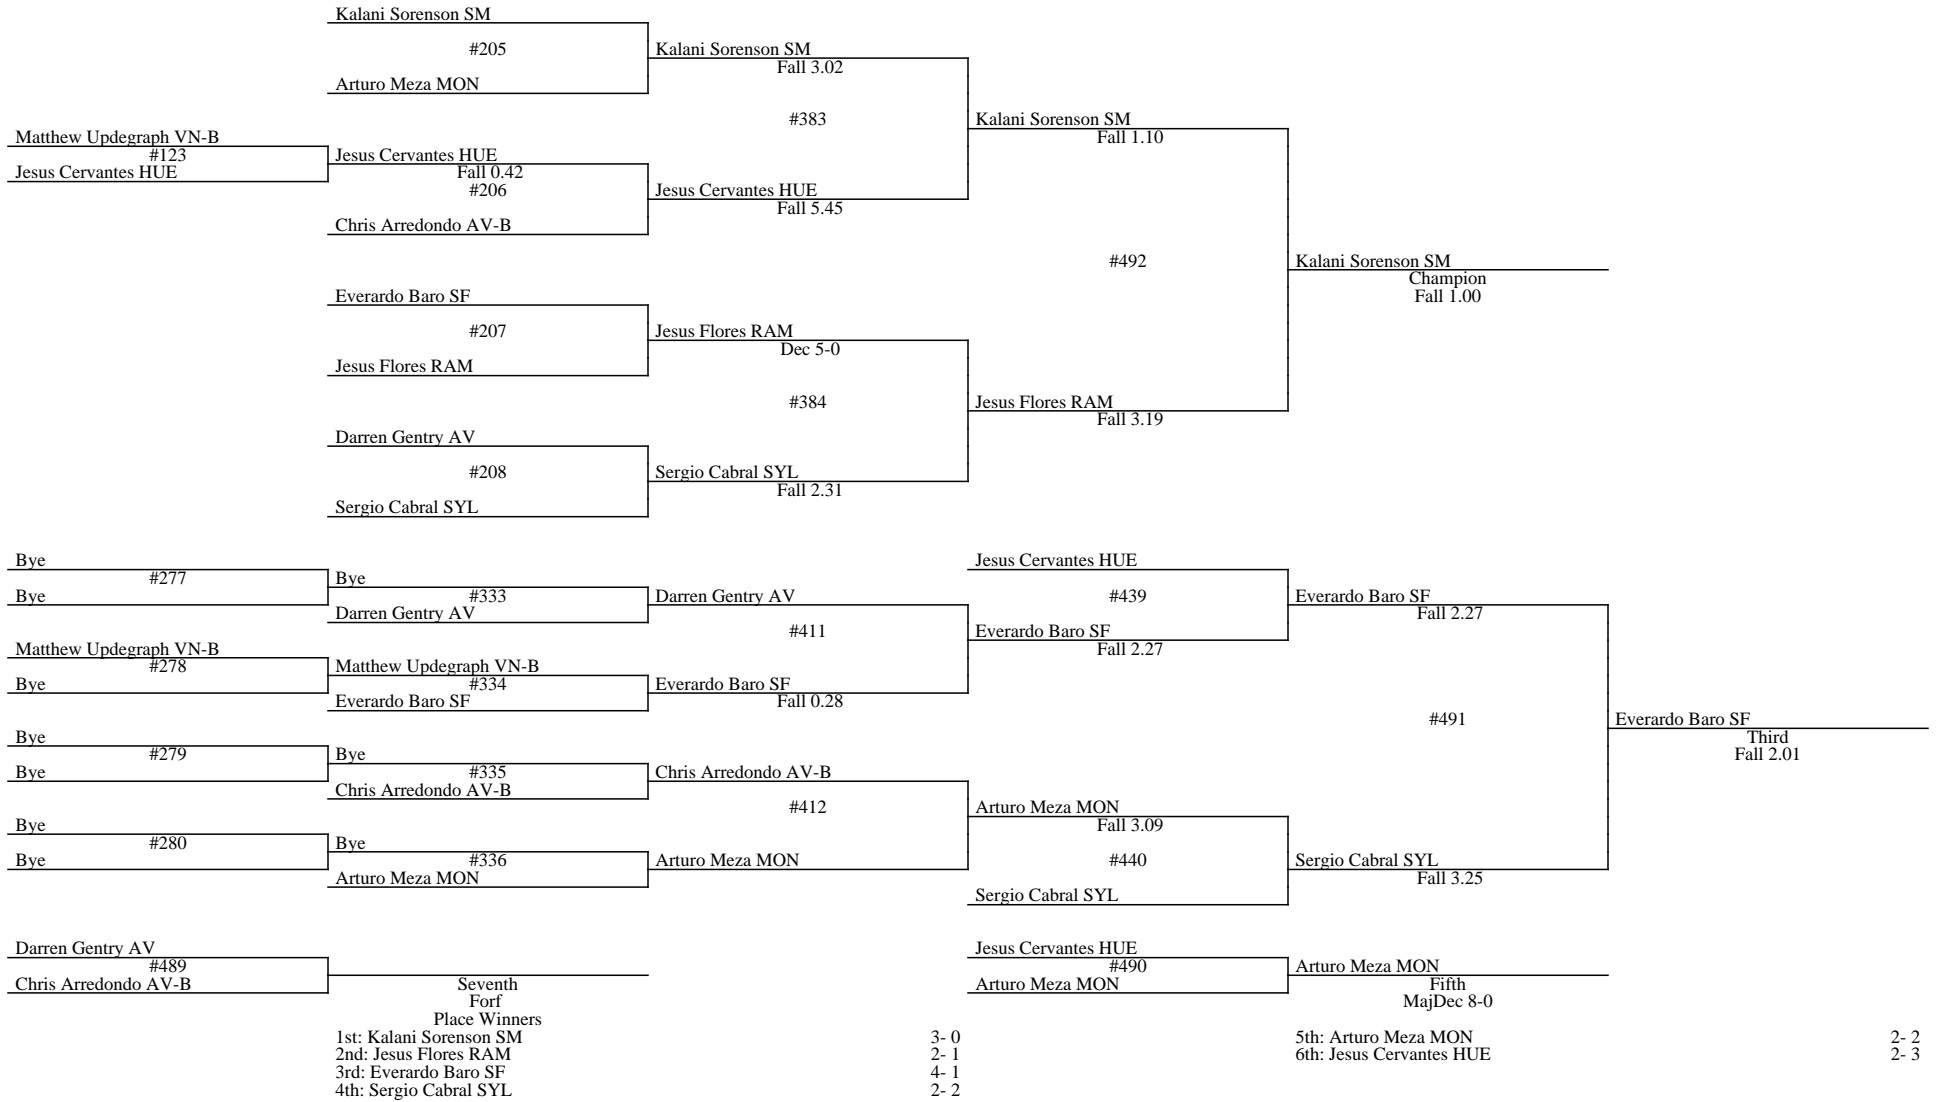 Kalani Sorenson SM
#205
Kalani Sorenson SM
Fall 3.02
Arturo Meza MON
#383
Kalani Sorenson SM
Fall 1.10
Matthew Updegraph VN-B
#123
Jesus Cervantes HUE
Jesus Cervantes HUE
Fall 0.42
#206
Jesus Cervantes HUE
Fall 5.45
Chris Arredondo AV-B
#492
Kalani Sorenson SM
Champion
Fall 1.00
Everardo Baro SF
#207
Jesus Flores RAM
Dec 5-0
Jesus Flores RAM
#384
Jesus Flores RAM
Fall 3.19
Darren Gentry AV
#208
Sergio Cabral SYL
Fall 2.31
Sergio Cabral SYL
Bye
#277
Bye
Bye
#333
Darren Gentry AV
Darren Gentry AV
Jesus Cervantes HUE
#439
Everardo Baro SF
Fall 2.27
#411
Everardo Baro SF
Fall 2.27
Matthew Updegraph VN-B
#278
Bye
Matthew Updegraph VN-B
#334
Everardo Baro SF
Everardo Baro SF
Fall 0.28
#491
Everardo Baro SF
Third
Fall 2.01
Bye
#279
Bye
Bye
#335
Chris Arredondo AV-B
Chris Arredondo AV-B
#412
Arturo Meza MON
Fall 3.09
Bye
#280
Bye
Bye
#336
Arturo Meza MON
Arturo Meza MON
#440
Sergio Cabral SYL
Fall 3.25
Sergio Cabral SYL
Darren Gentry AV
#489
Chris Arredondo AV-B
Seventh
Forf
Jesus Cervantes HUE
#490
Arturo Meza MON
Arturo Meza MON
Fifth
MajDec 8-0
Place Winners
1st: Kalani Sorenson SM 3- 0
2nd: Jesus Flores RAM 2- 1
3rd: Everardo Baro SF 4- 1
4th: Sergio Cabral SYL 2- 2
5th: Arturo Meza MON 2- 2
6th: Jesus Cervantes HUE 2- 3